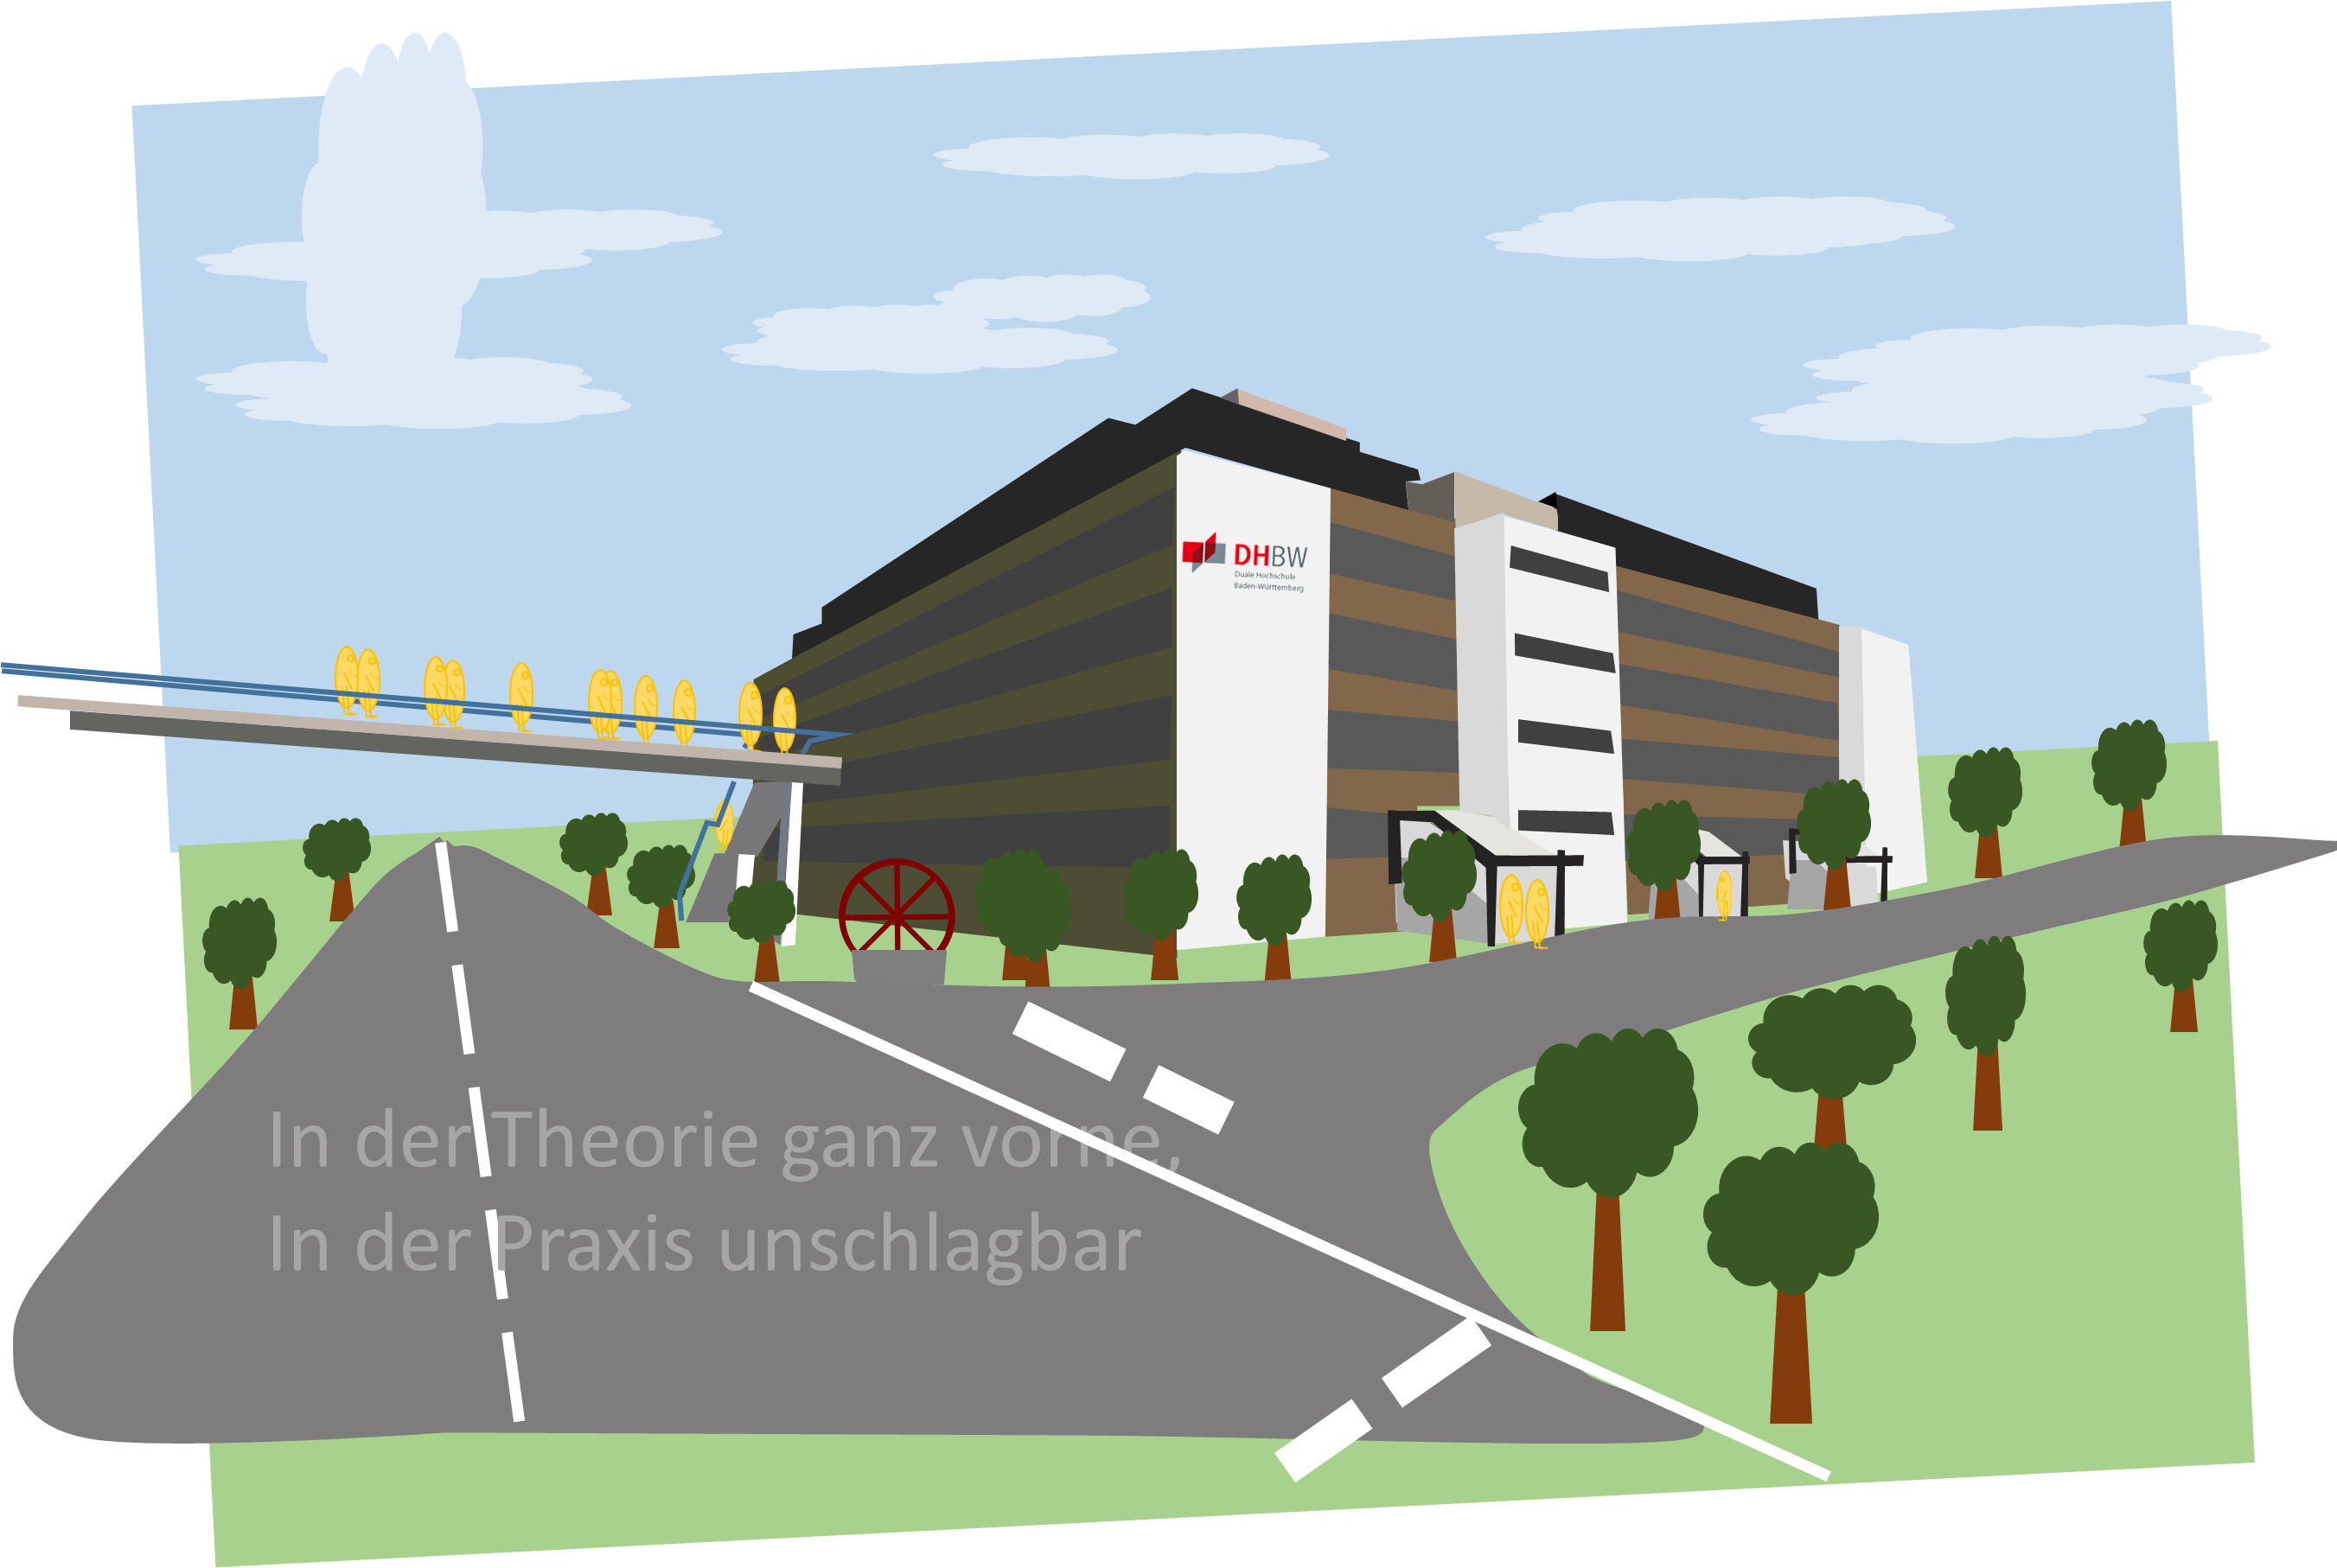 DHBW
Duale Hochschule
Baden-Württemberg
In der Theorie ganz vorne,
In der Praxis unschlagbar